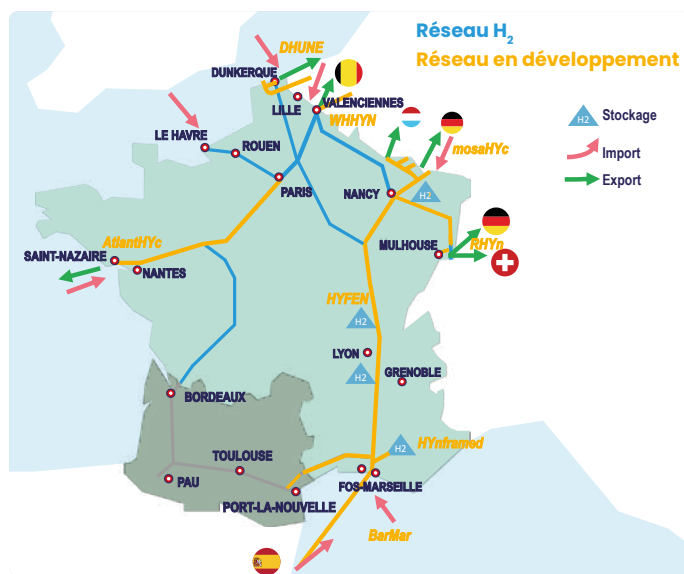 Réseau H2
Réseau en développement
DHUNE
DUNKERQUE
LILLE
VALENCIENNES
WHHYN
LE HAVRE
ROUEN
PARIS
NANCY
mosaHYc
H2
H2 Stockage
Import
Export
AtlantHYc
SAINT-NAZAIRE
NANTES
MULHOUSE
RHYn
HYFEN
H2
LYON
H2
GRENOBLE
BORDEAUX
TOULOUSE
PAU
PORT-LA-NOUVELLE
H2
HYnframed
FOS-MARSEILLE
BarMar